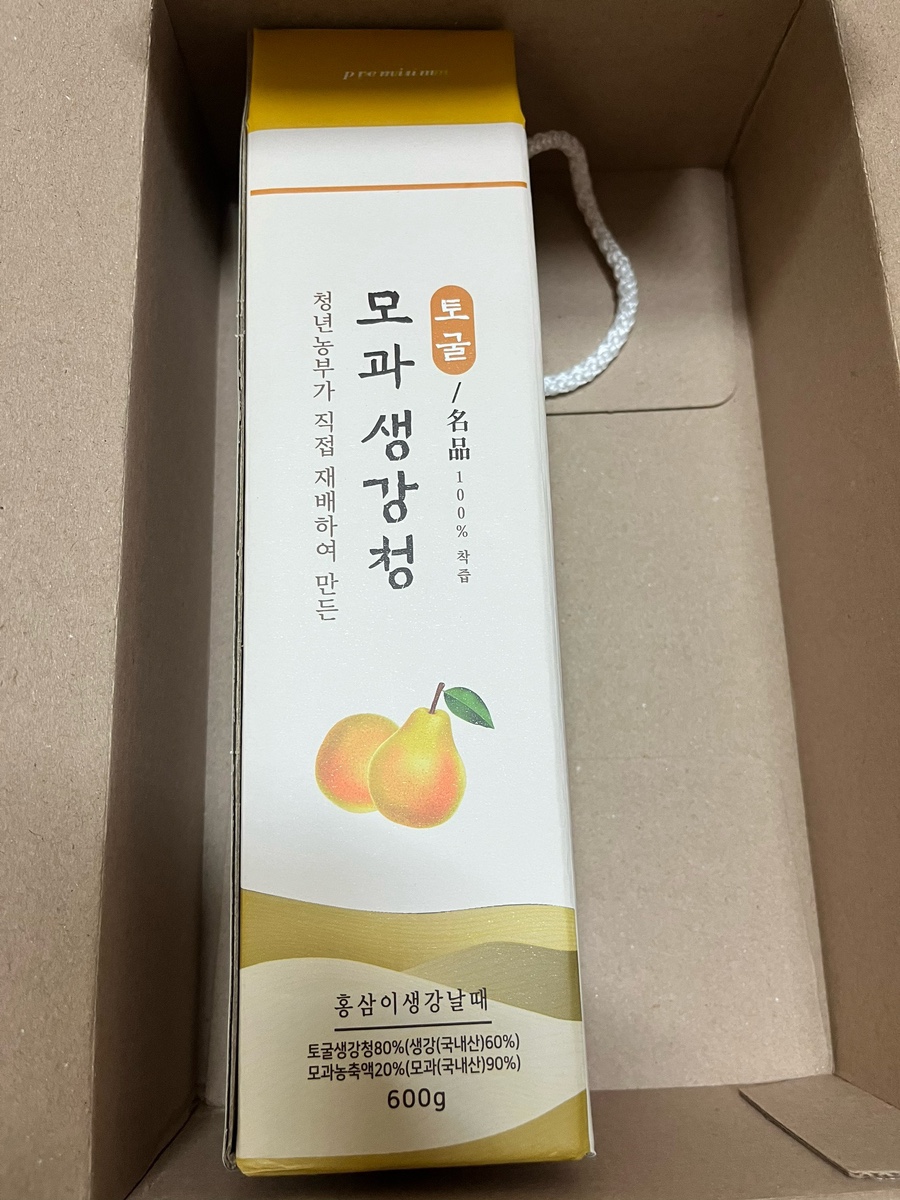 premium
토굴 / 名品 100% 착즙
모과생강청
청년농부가 직접 재배하여 만든
홍삼이생강날때
토굴생강청80%(생강(국내산)60%)
모과농축액20%(모과(국내산)90%)
600g